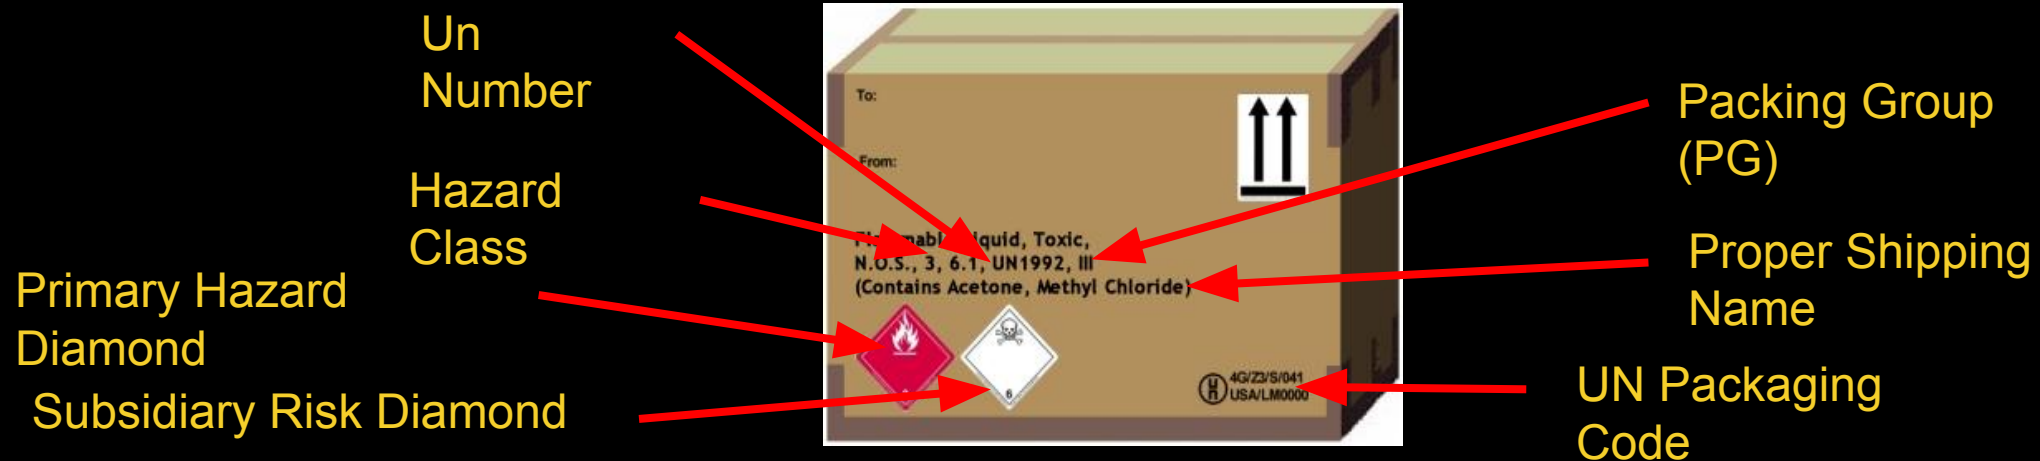 Un
Number
Hazard
Class
Primary Hazard
Diamond
Subsidiary Risk Diamond
To:
From:
Liquid, Toxic,
N.O.S., 3, 6.1, UN1992, III
(Contains Acetone, Methyl Chloride)
6
4G/Z3/S/041
USA/LM0000
Packing Group
(PG)
Proper Shipping
Name
UN Packaging
Code